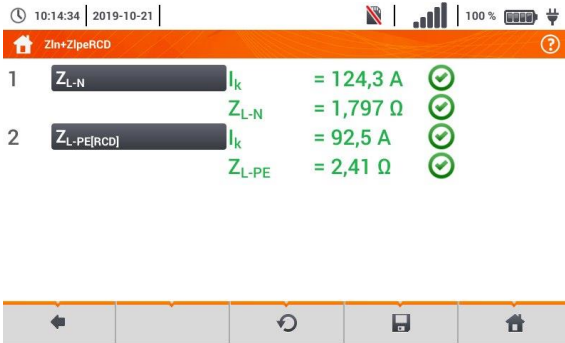 10:14:34 2019-10-21 100 %
Zln+ZlpeRCD ?
1 ZL-N Ik = 124,3 A
ZL-N = 1,797 Ω
2 ZL-PE[RCD] Ik = 92,5 A
ZL-PE = 2,41 Ω